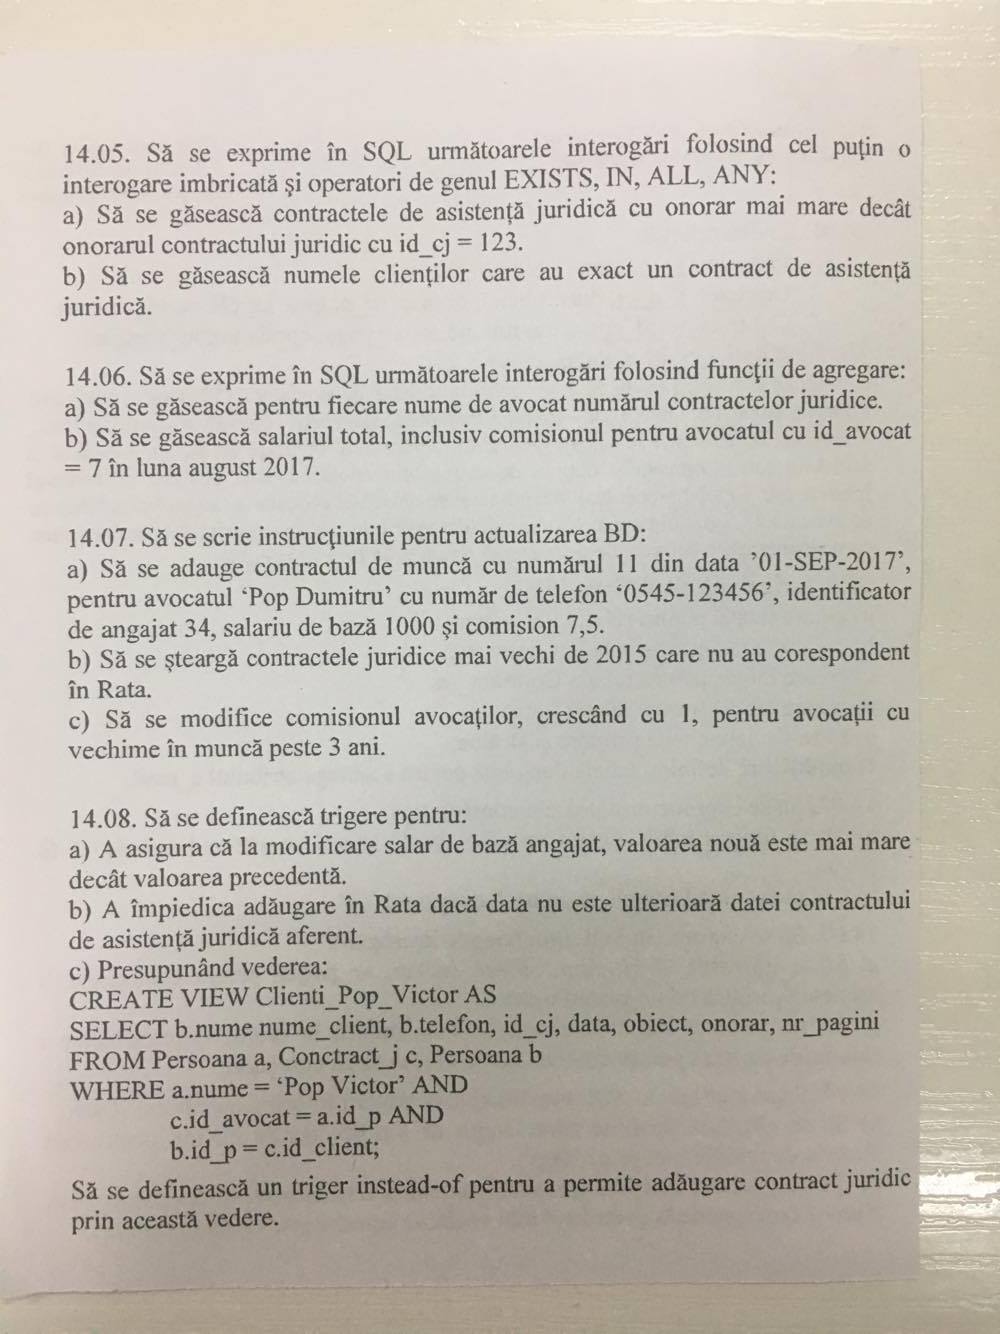 14.05. Să se exprime în SQL următoarele interogări folosind cel puţin o
interogare imbricată şi operatori de genul EXISTS, IN, ALL, ANY:
a) Să se găsească contractele de asistenţă juridică cu onorar mai mare decât
onorarul contractului juridic cu id_cj = 123.
b) Să se găsească numele clienţilor care au exact un contract de asistenţă
juridică.
14.06. Să se exprime în SQL următoarele interogări folosind funcţii de agregare:
a) Să se găsească pentru fiecare nume de avocat numărul contractelor juridice.
b) Să se găsească salariul total, inclusiv comisionul pentru avocatul cu id_avocat
= 7 în luna august 2017.
14.07. Să se scrie instrucţiunile pentru actualizarea BD:
a) Să se adauge contractul de muncă cu numărul 11 din data ’01-SEP-2017’,
pentru avocatul ‘Pop Dumitru’ cu număr de telefon ‘0545-123456’, identificator
de angajat 34, salariu de bază 1000 şi comision 7,5.
b) Să se şteargă contractele juridice mai vechi de 2015 care nu au corespondent
în Rata.
c) Să se modifice comisionul avocaţilor, crescând cu 1, pentru avocaţii cu
vechime în muncă peste 3 ani.
14.08. Să se definească trigere pentru:
a) A asigura că la modificare salar de bază angajat, valoarea nouă este mai mare
decât valoarea precedentă.
b) A împiedica adăugare în Rata dacă data nu este ulterioară datei contractului
de asistenţă juridică aferent.
c) Presupunând vederea:
CREATE VIEW Clienti_Pop_Victor AS
SELECT b.nume nume_client, b.telefon, id_cj, data, obiect, onorar, nr_pagini
FROM Persoana a, Conctract_j c, Persoana b
WHERE a.nume = ‘Pop Victor’ AND
c.id_avocat = a.id_p AND
b.id_p = c.id_client;
Să se definească un triger instead-of pentru a permite adăugare contract juridic
prin această vedere.